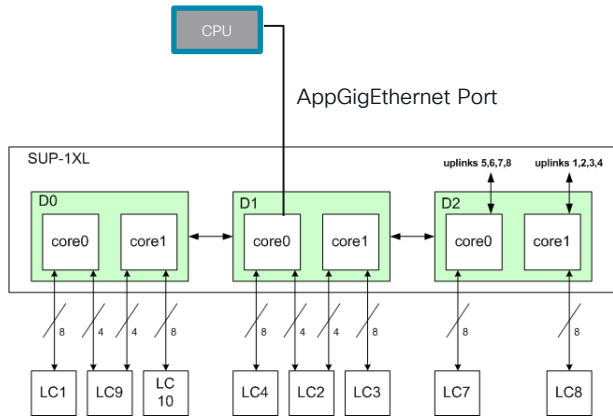 CPU
AppGigEthernet Port
SUP-1XL
uplinks 5,6,7,8
uplinks 1,2,3,4
D0
D1
D2
core0
core1
core0
core1
core0
core1
8
4
4
8
8
4
4
8
8
8
LC1
LC9
LC
10
LC4
LC2
LC3
LC7
LC8